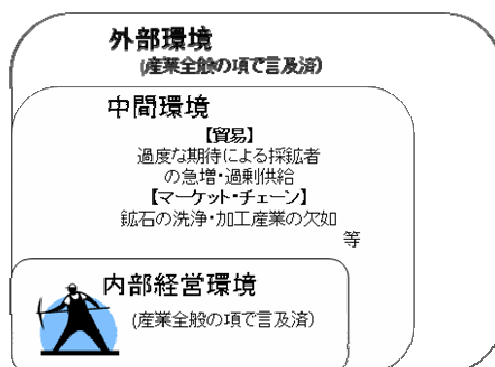 外部環境
(産業全般の項で言及済)
中間環境
【貿易】
過度な期待による採鉱者
の急増・過剰供給
【マーケット・チェーン】
鉱石の洗浄・加工産業の欠如
等
内部経営環境
(産業全般の項で言及済)